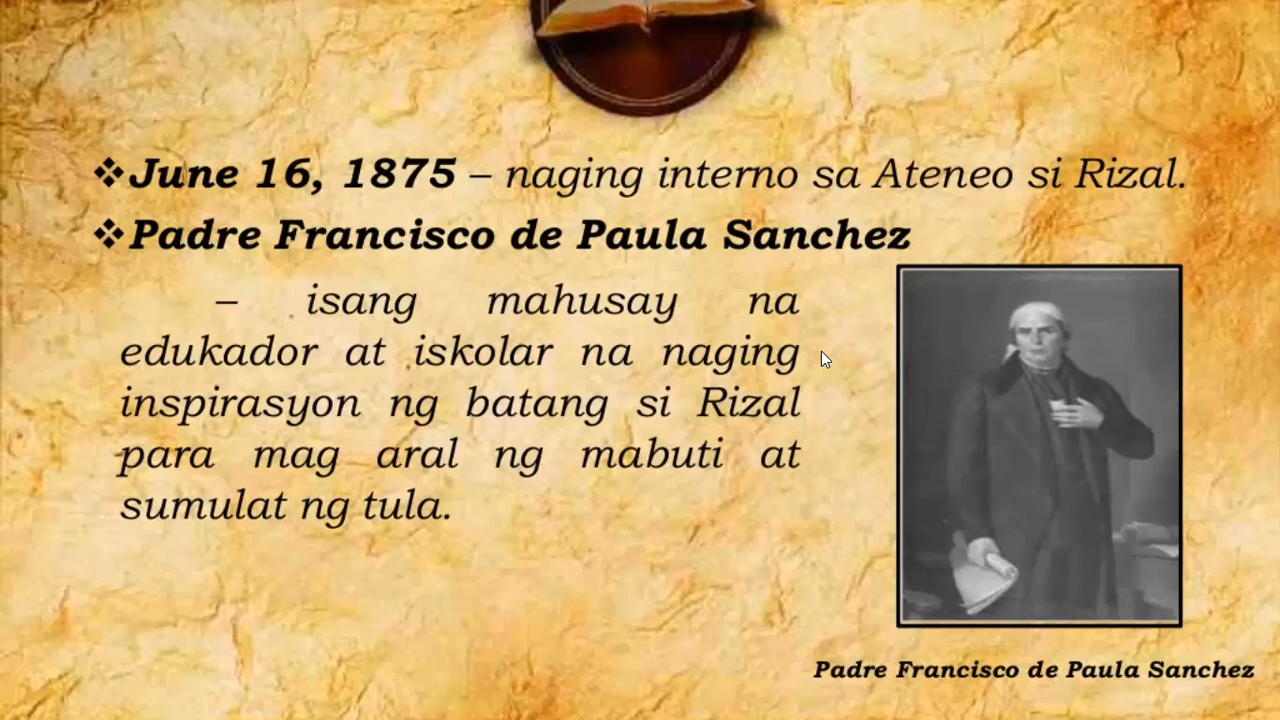 ❖June 16, 1875 – naging interno sa Ateneo si Rizal.
❖Padre Francisco de Paula Sanchez
– isang mahusay na
edukador at iskolar na naging
inspirasyon ng batang si Rizal
para mag aral ng mabuti at
sumulat ng tula.
Padre Francisco de Paula Sanchez